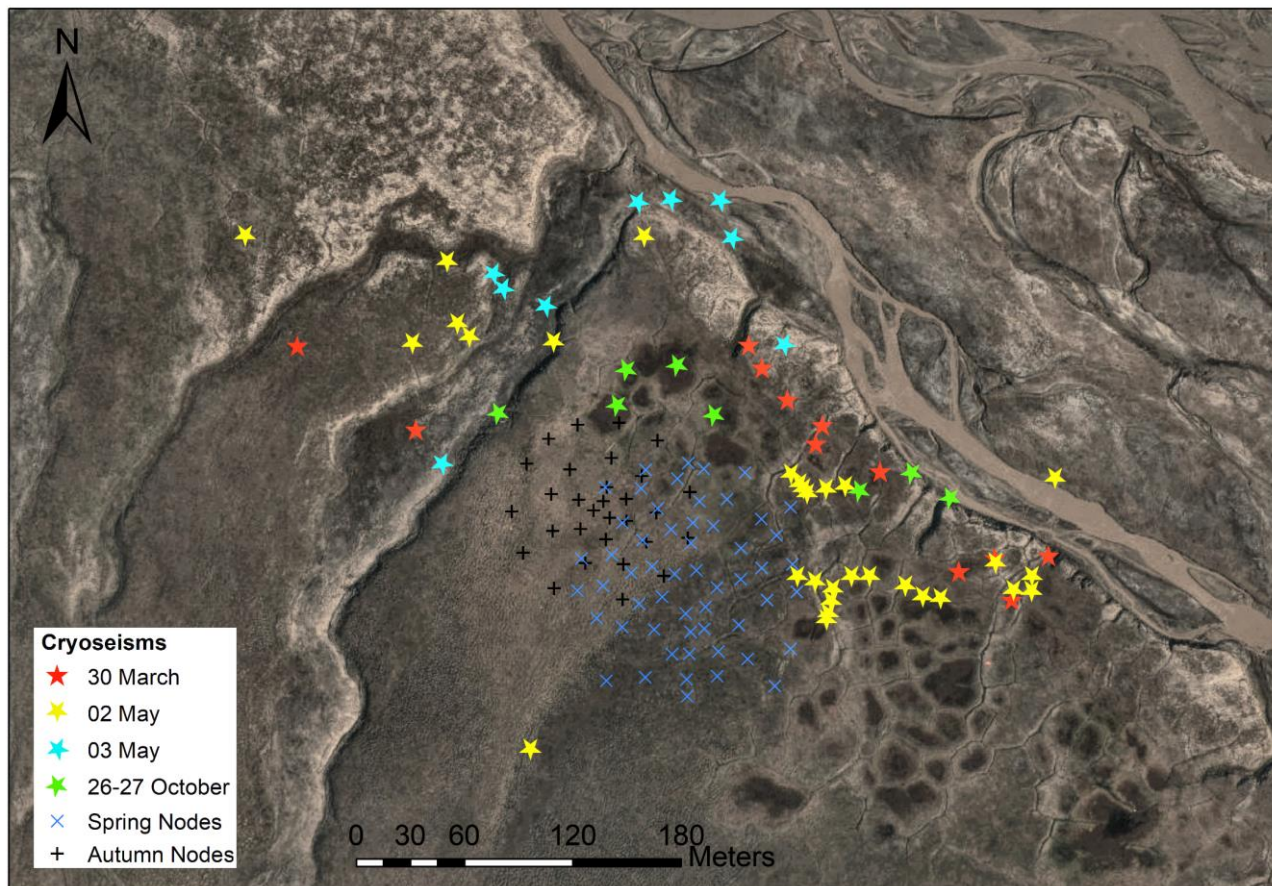 N
Cryoseisms
30 March
02 May
03 May
26-27 October
Spring Nodes
Autumn Nodes
0 30 60 120 180
Meters